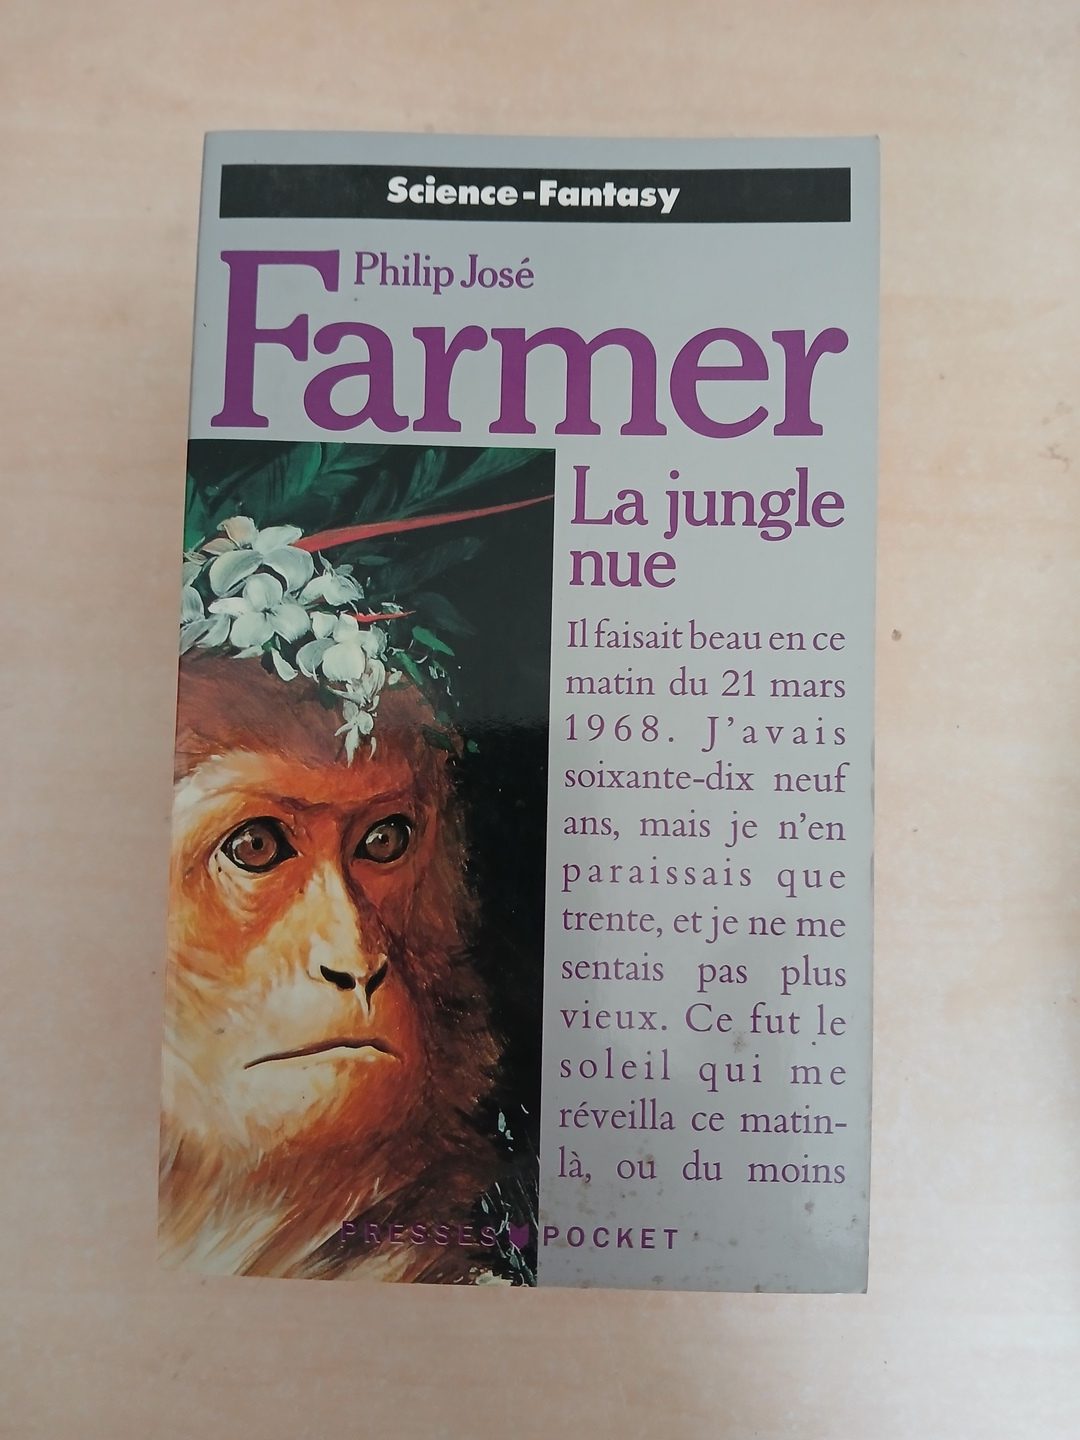 Science-Fantasy
Philip José
Farmer
La jungle
nue
Il faisait beau en ce
matin du 21 mars
1968. J'avais
soixante-dix neuf
ans, mais je n'en
paraissais que
trente, et je ne me
sentais pas plus
vieux. Ce fut le
soleil qui me
réveilla ce matin-
là, ou du moins
PRESSES POCKET